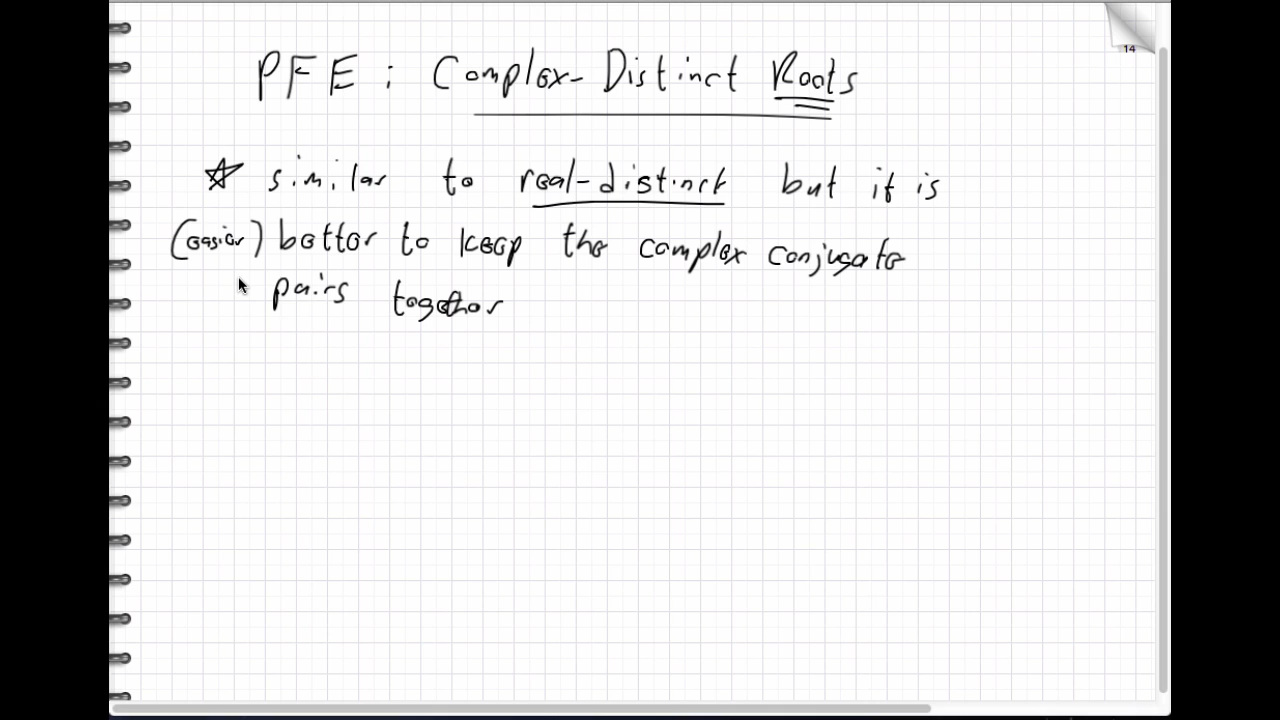 14
PFE : Complex-Distinct Roots
☆ similar to real-distinct but it is
(easier) better to keep the complex conjugate
pairs together